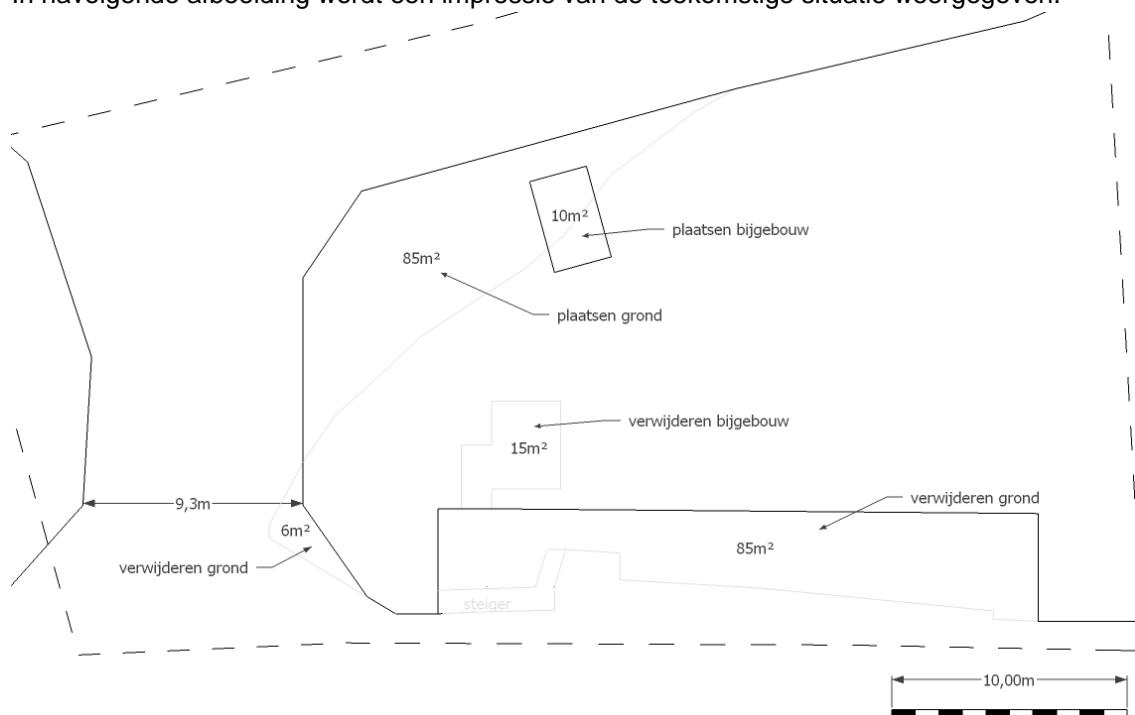 In navolgende afbeelding wordt een impressie van de toekomstige situatie weergegeven.
10m²
plaatsen bijgebouw
85m²
plaatsen grond
verwijderen bijgebouw
15m²
9,3m
verwijderen grond
6m²
85m²
verwijderen grond
steiger
10,00m